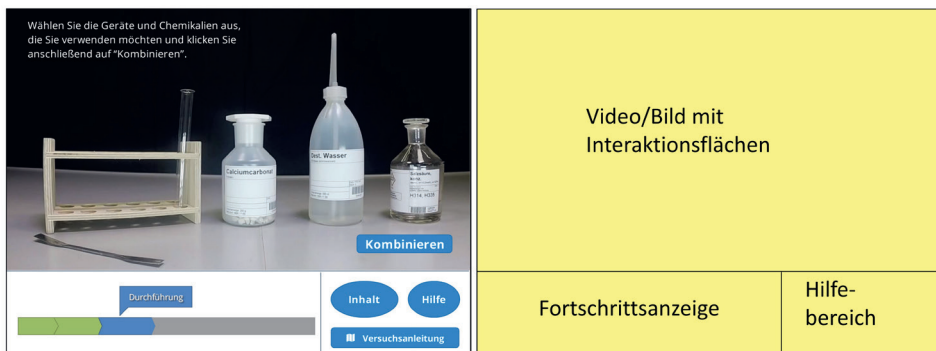 Wählen Sie die Geräte und Chemikalien aus,
die Sie verwenden möchten und klicken Sie
anschließend auf “Kombinieren”.
Calciumcarbonat
Dest. Wasser
Kombinieren
Durchführung
Inhalt
Hilfe
Versuchsanleitung
Video/Bild mit
Interaktionsflächen
Fortschrittsanzeige
Hilfe-
bereich